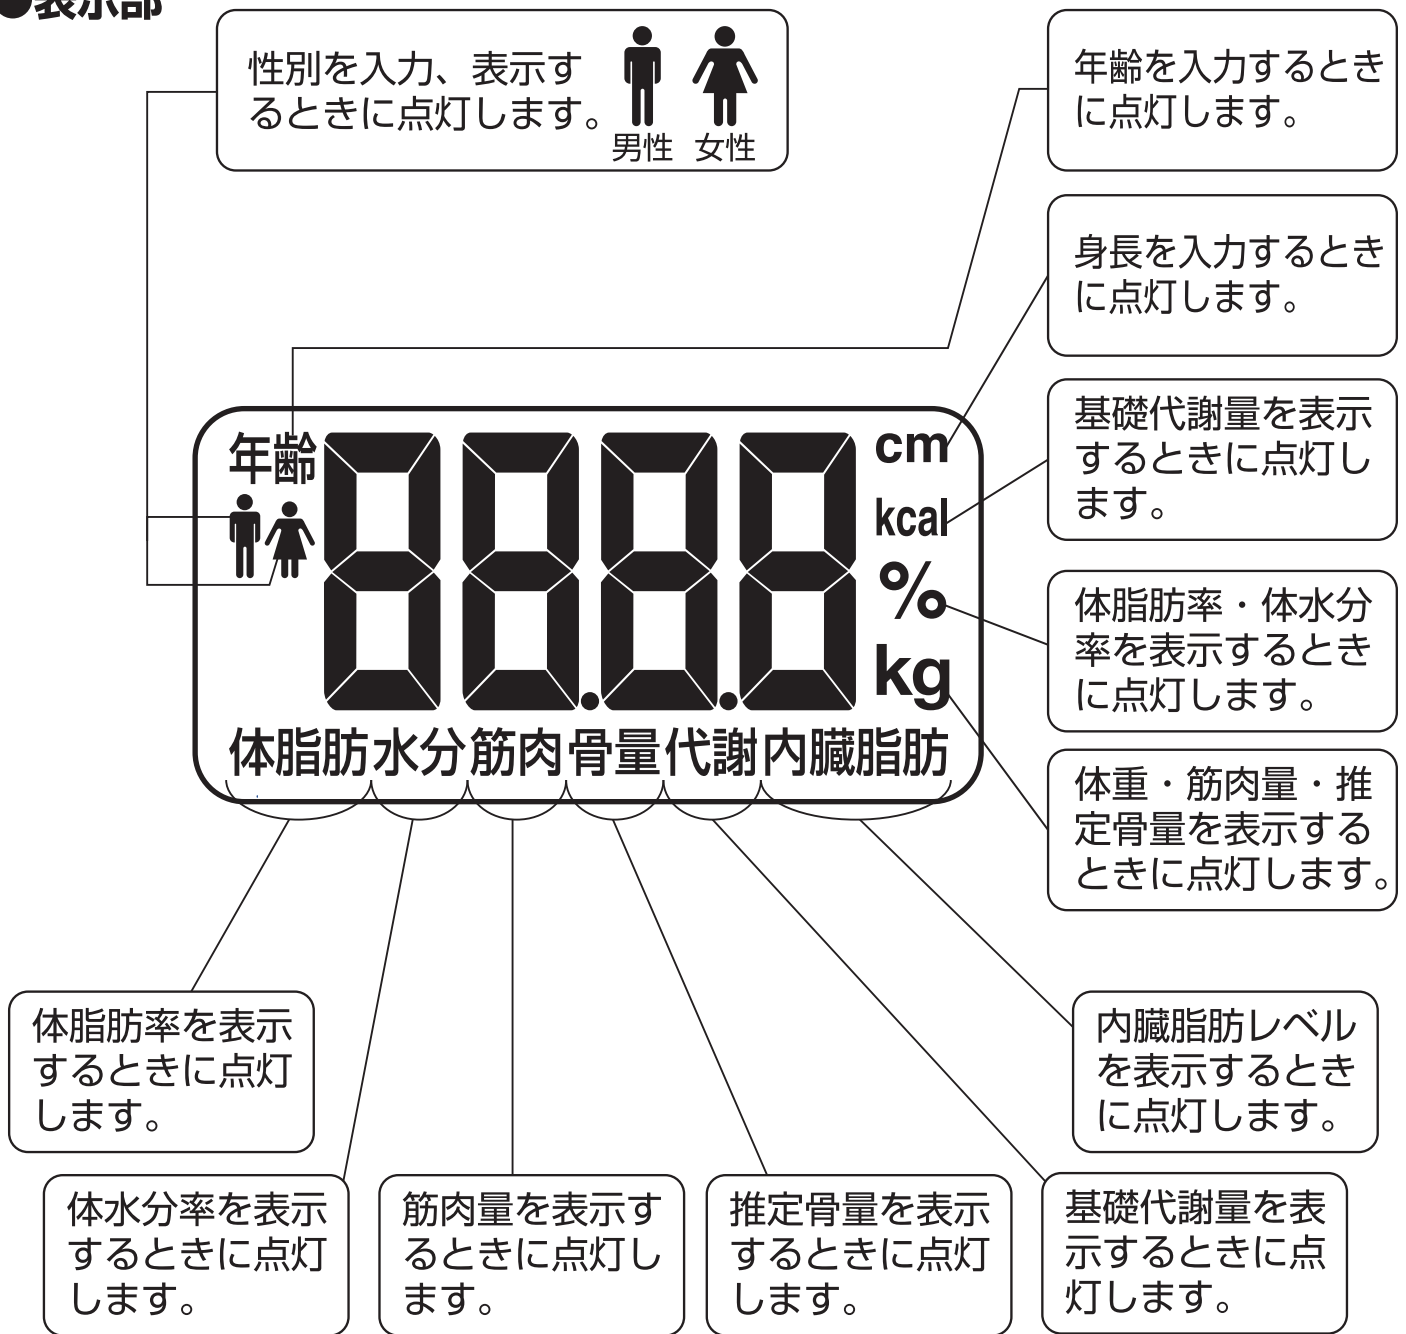 ●表示部
性別を入力、表示す
るときに点灯します。
男性 女性
年齢を入力するとき
に点灯します。
身長を入力するとき
に点灯します。
基礎代謝量を表示
するときに点灯し
ます。
体脂肪率・体水分
率を表示するとき
に点灯します。
体重・筋肉量・推
定骨量を表示する
ときに点灯します。
年齢
888.8.8
cm
kcal
%
kg
体脂肪 水分 筋肉 骨量 代謝 内臓脂肪
体脂肪率を表示
するときに点灯
します。
内臓脂肪レベル
を表示するとき
に点灯します。
体水分率を表示
するときに点灯
します。
筋肉量を表示す
るときに点灯し
ます。
推定骨量を表示
するときに点灯
します。
基礎代謝量を表
示するときに点
灯します。